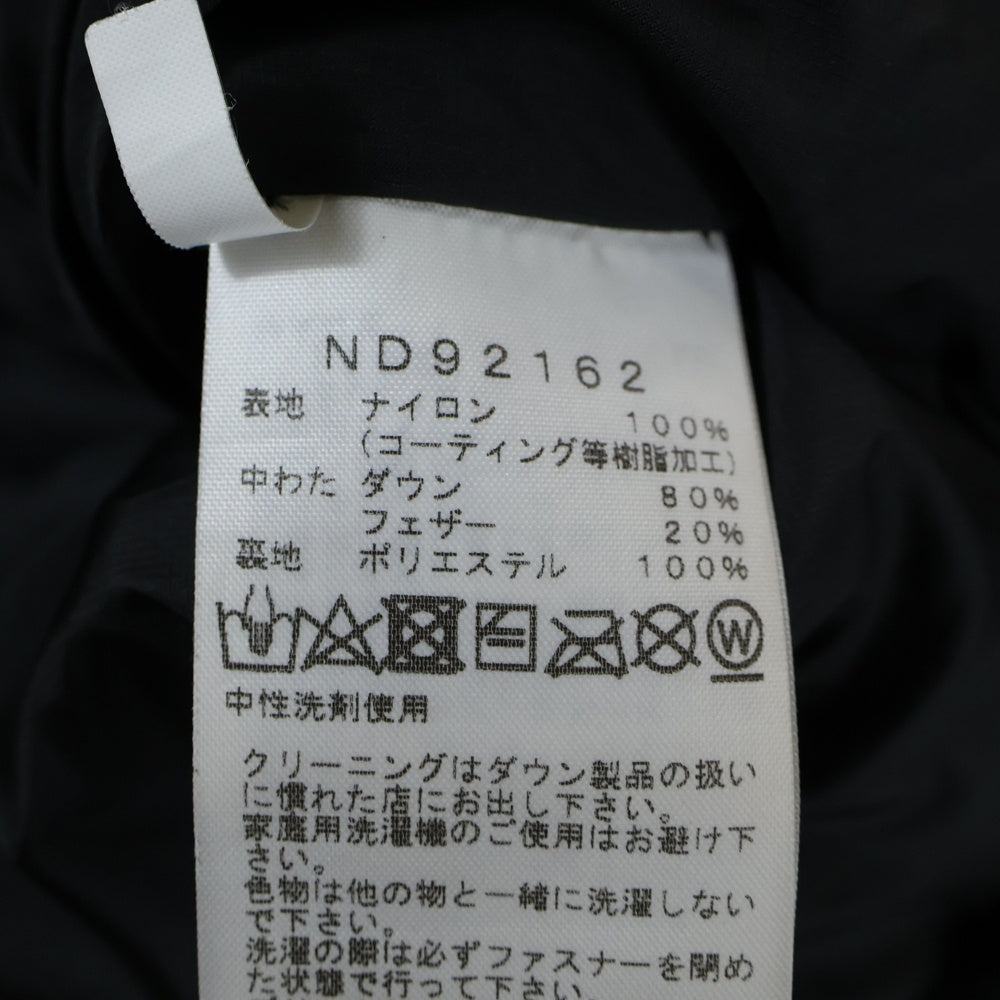 ND92162
表地 ナイロン 100%
(コーティング等樹脂加工)
中わた ダウン 80%
フェザー 20%
裏地 ポリエステル 100%
W
中性洗剤使用
クリーニングはダウン製品の扱い
に慣れた店にお出し下さい。
家庭用洗濯機のご使用はお避け下
さい。
色物は他の物と一緒に洗濯しない
で下さい。
洗濯の際は必ずファスナーを閉め
た状態で行って下さい。